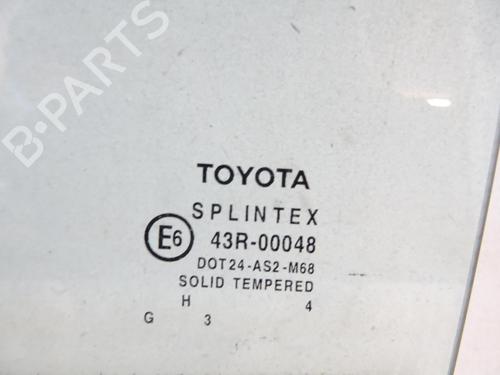 B-PARTS
TOYOTA
SPLINTEX
E6 43R-00048
DOT24-AS2-M68
SOLID TEMPERED
H 4
G 3